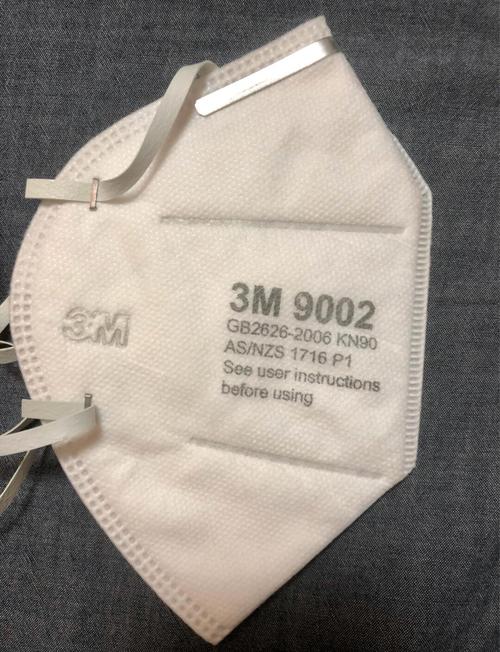 3M
3M 9002
GB2626-2006 KN90
AS/NZS 1716 P1
See user instructions
before using